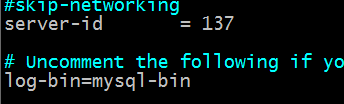 #skip-networking
server-id        = 137
# Uncomment the following if yo
log-bin=mysql-bin